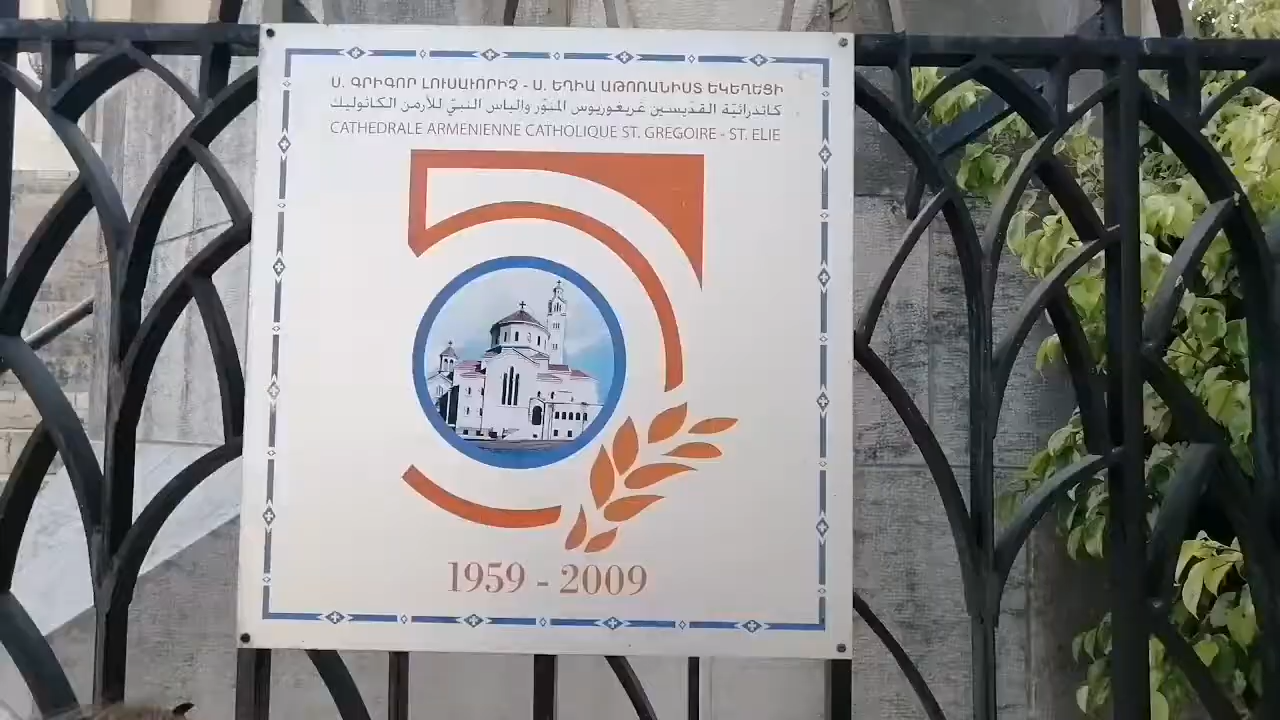 Ս. ԳՐԻԳՈՐ ԼՈՒՍԱՒՈՐԻՉ - Ս. ԵՂԻԱ ԱԹՈՌԱՆԻՍՏ ԵԿԵՂԵՑԻ
كاتدرائيّة القدّيسين غريغوريوس المنوّر والياس النبيّ للأرمن الكاثوليك
CATHEDRALE ARMENIENNE CATHOLIQUE ST. GREGOIRE - ST. ELIE
1959 - 2009